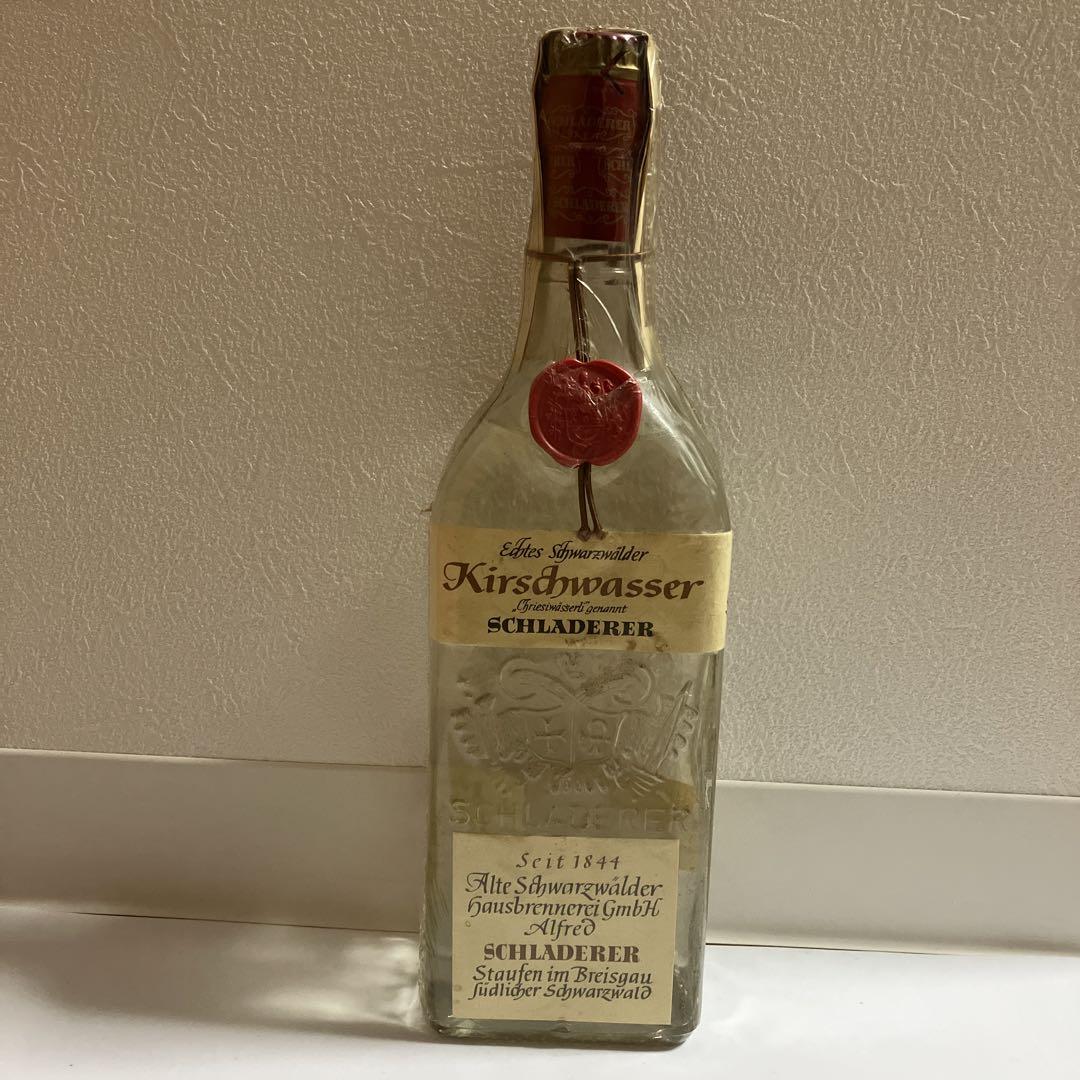 SCHLADERER
SCHLADERER
Echtes Schwarzwälder
Kirschwasser
„Chriesiwässerli“ genannt
SCHLADERER
SCHLADERER
Seit 1844
Alte Schwarzwälder
Hausbrennerei GmbH
Alfred
SCHLADERER
Staufen im Breisgau
südlicher Schwarzwald